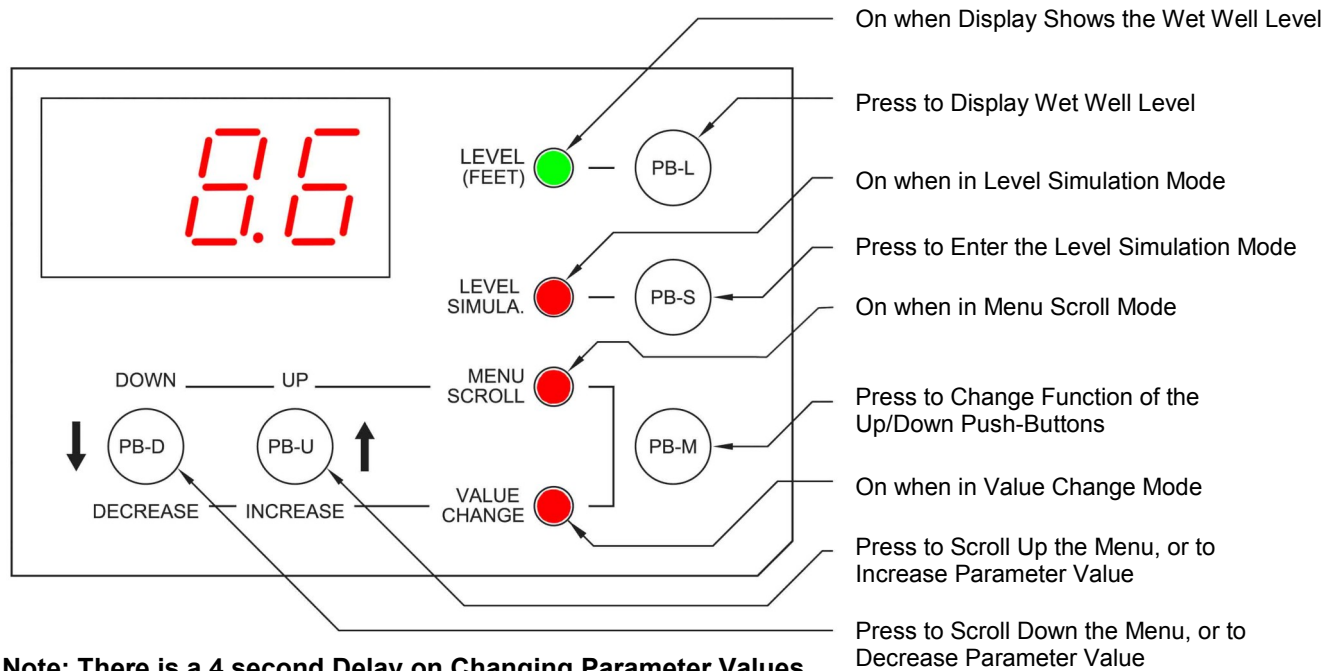 On when Display Shows the Wet Well Level
Press to Display Wet Well Level
On when in Level Simulation Mode
Press to Enter the Level Simulation Mode
On when in Menu Scroll Mode
Press to Change Function of the
Up/Down Push-Buttons
On when in Value Change Mode
Press to Scroll Up the Menu, or to
Increase Parameter Value
Press to Scroll Down the Menu, or to
Decrease Parameter Value
8.6
LEVEL
(FEET)
PB-L
LEVEL
SIMULA.
PB-S
DOWN
UP
MENU
SCROLL
PB-D
PB-U
PB-M
DECREASE
INCREASE
VALUE
CHANGE
Note: There is a 4 second Delay on Changing Parameter Values